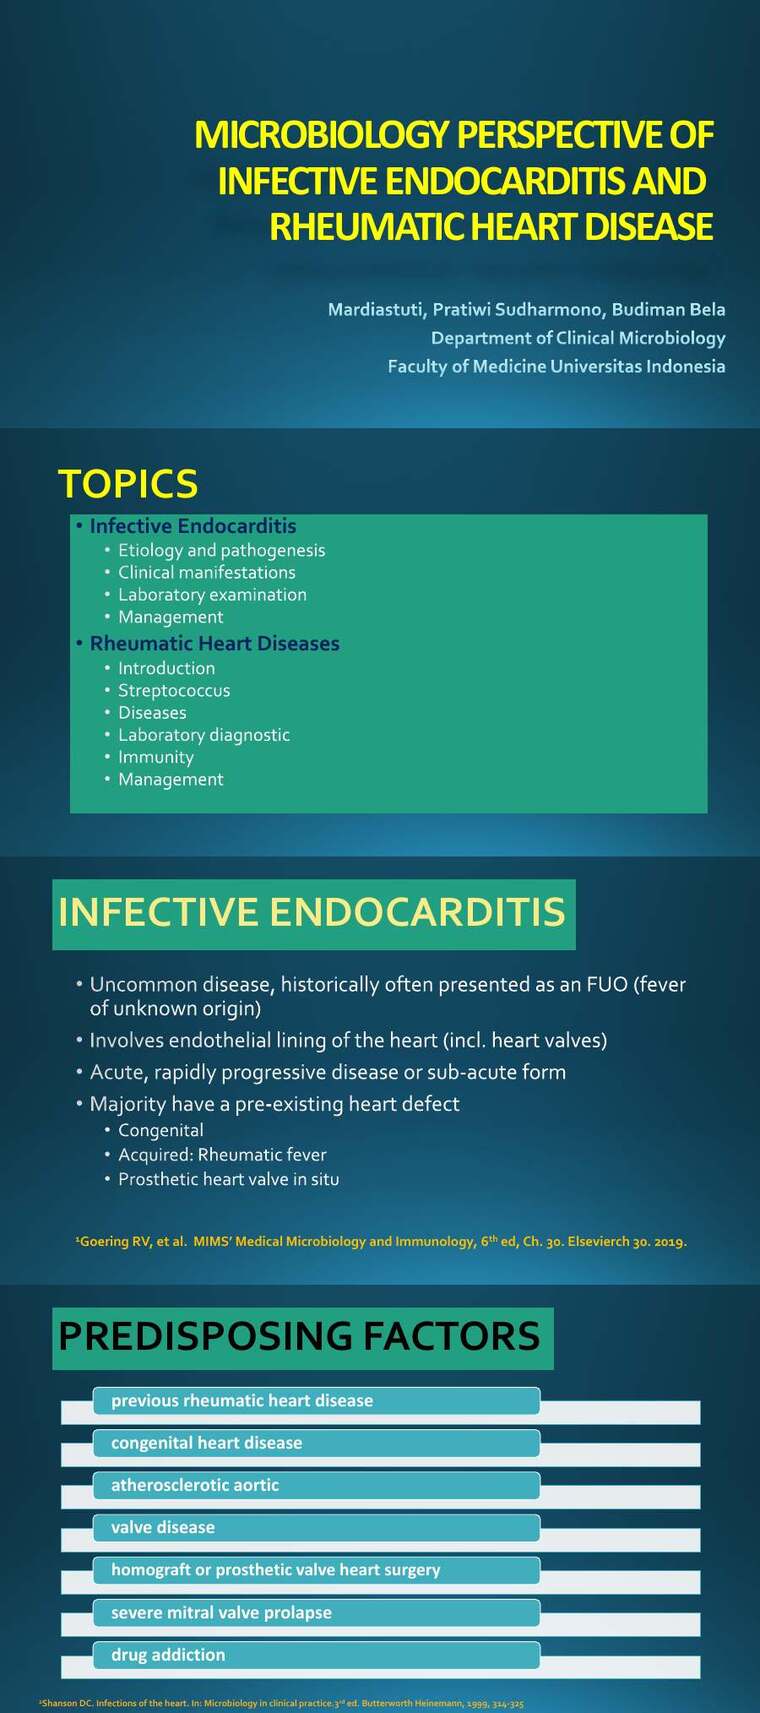 MICROBIOLOGY PERSPECTIVE OF
INFECTIVE ENDOCARDITIS AND
RHEUMATIC HEART DISEASE
Mardiastuti, Pratiwi Sudharmono, Budiman Bela
Department of Clinical Microbiology
Faculty of Medicine Universitas Indonesia
TOPICS
• Infective Endocarditis
• Etiology and pathogenesis
• Clinical manifestations
• Laboratory examination
• Management
• Rheumatic Heart Diseases
• Introduction
• Streptococcus
• Diseases
• Laboratory diagnostic
• Immunity
• Management
INFECTIVE ENDOCARDITIS
• Uncommon disease, historically often presented as an FUO (fever
of unknown origin)
• Involves endothelial lining of the heart (incl. heart valves)
• Acute, rapidly progressive disease or sub-acute form
• Majority have a pre-existing heart defect
• Congenital
• Acquired: Rheumatic fever
• Prosthetic heart valve in situ
¹Goering RV, et al. MIMS’ Medical Microbiology and Immunology, 6th ed, Ch. 30. Elsevierch 30. 2019.
PREDISPOSING FACTORS
previous rheumatic heart disease
congenital heart disease
atherosclerotic aortic
valve disease
homograft or prosthetic valve heart surgery
severe mitral valve prolapse
drug addiction
¹Shanson DC. Infections of the heart. In: Microbiology in clinical practice.3rd ed. Butterworth Heinemann, 1999, 314-325